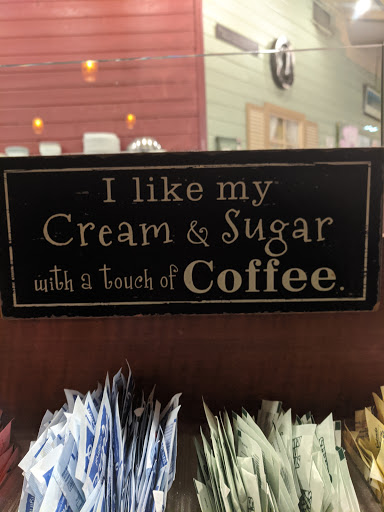 I like my
Cream & Sugar
with a touch of Coffee.